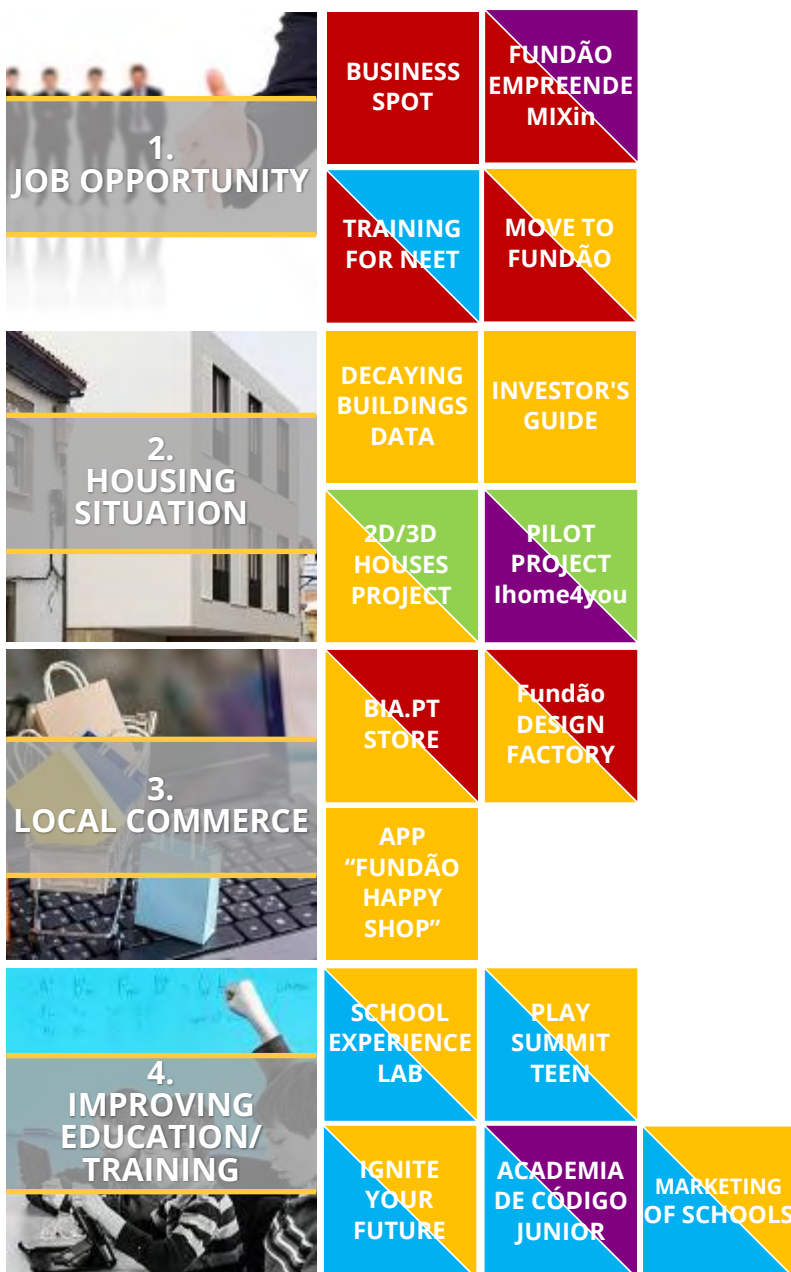 1.
JOB OPPORTUNITY
BUSINESS
SPOT
FUNDÃO
EMPREENDE
MIXin
TRAINING
FOR NEET
MOVE TO
FUNDÃO
2.
HOUSING
SITUATION
DECAYING
BUILDINGS
DATA
INVESTOR'S
GUIDE
2D/3D
HOUSES
PROJECT
PILOT
PROJECT
Ihome4you
3.
LOCAL COMMERCE
BIA.PT
STORE
Fundão
DESIGN
FACTORY
APP
“FUNDÃO
HAPPY
SHOP”
4.
IMPROVING
EDUCATION/
TRAINING
SCHOOL
EXPERIENCE
LAB
PLAY
SUMMIT
TEEN
IGNITE
YOUR
FUTURE
ACADEMIA
DE CÓDIGO
JUNIOR
MARKETING
OF SCHOOLS